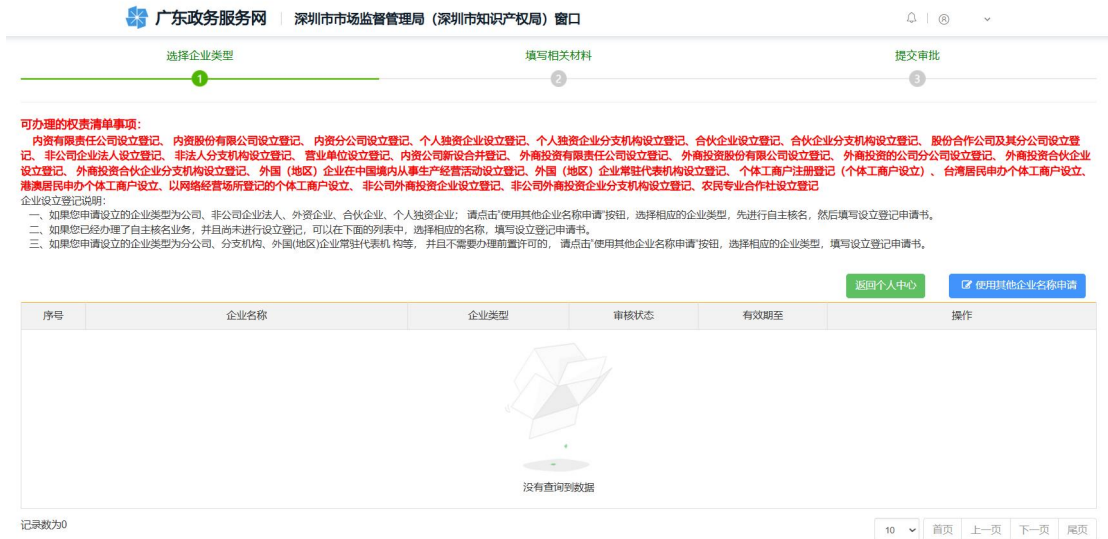 广东政务服务网 深圳市市场监督管理局（深圳市知识产权局）窗口
选择企业类型 填写相关材料 提交审批
1 2 3
可办理的权责清单事项：
内资有限责任公司设立登记、 内资股份有限公司设立登记、 内资分公司设立登记、个人独资企业设立登记、个人独资企业分支机构设立登记、合伙企业设立登记、合伙企业分支机构设立登记、 股份合作公司及其分公司设立登
记、 非公司企业法人设立登记、 非法人分支机构设立登记、 营业单位设立登记、内资公司新设合并登记、 外商投资有限责任公司设立登记、 外商投资股份有限公司设立登记、 外商投资的公司分公司设立登记、 外商投资合伙企业
设立登记、 外商投资合伙企业分支机构设立登记、 外国（地区）企业在中国境内从事生产经营活动设立登记、外国（地区）企业常驻代表机构设立登记、 个体工商户注册登记（个体工商户设立）、 台湾居民申办个体工商户设立、
港澳居民申办个体工商户设立、以网络经营场所登记的个体工商户设立、 非公司外商投资企业设立登记、非公司外商投资企业分支机构设立登记、农民专业合作社设立登记
企业设立登记说明：
一、如果您申请设立的企业类型为公司、非公司企业法人、外资企业、合伙企业、个人独资企业； 请点击"使用其他企业名称申请"按钮，选择相应的企业类型，先进行自主核名，然后填写设立登记申请书。
二、如果您已经办理了自主核名业务，并且尚未进行设立登记，可以在下面的列表中，选择相应的名称，填写设立登记申请书。
三、如果您申请设立的企业类型为分公司、分支机构、外国(地区)企业常驻代表机 构等， 并且不需要办理前置许可的， 请点击"使用其他企业名称申请"按钮，选择相应的企业类型，填写设立登记申请书。
返回个人中心 使用其他企业名称申请
序号 企业名称 企业类型 审核状态 有效期至 操作
没有查询到数据
记录数为0 10 首页 上一页 下一页 尾页